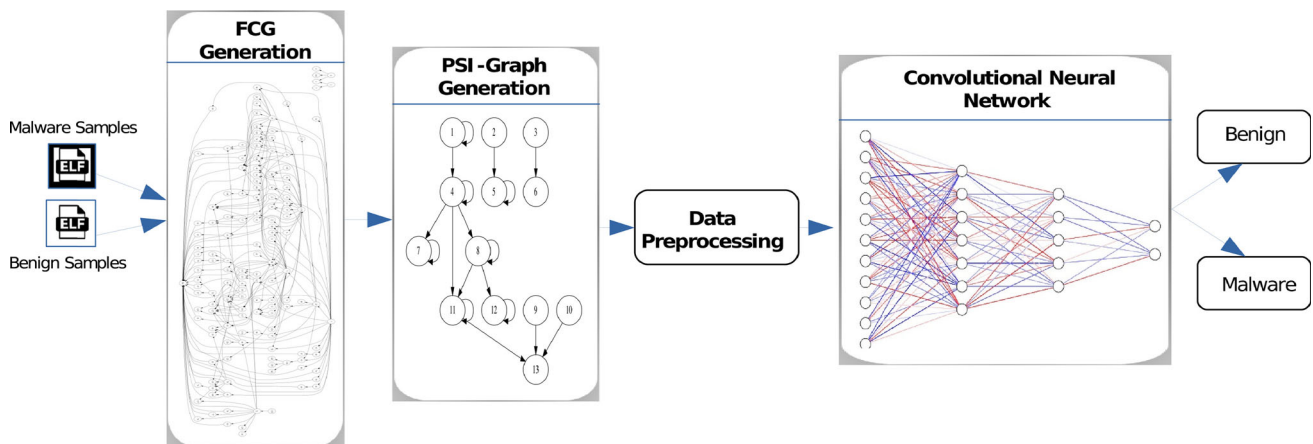 Malware Samples
ELF
ELF
Benign Samples
FCG
Generation
PSI-Graph
Generation
1
2
3
4
5
6
7
8
11
12
9
10
13
Data
Preprocessing
Convolutional Neural
Network
Benign
Malware